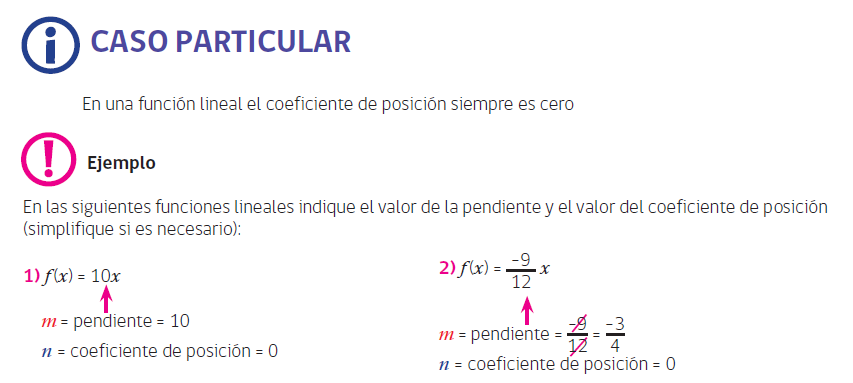 CASO PARTICULAR
En una función lineal el coeficiente de posición siempre es cero
Ejemplo
En las siguientes funciones lineales indique el valor de la pendiente y el valor del coeficiente de posición
(simplifique si es necesario):
1) f(x) = 10x
m = pendiente = 10
n = coeficiente de posición = 0
2) f(x) = -9/12 x
m = pendiente = -9/12 = -3/4
n = coeficiente de posición = 0